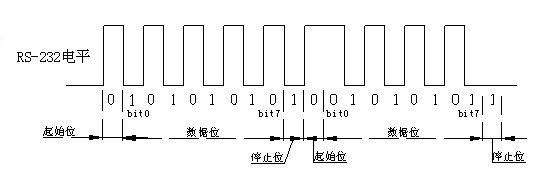 RS-232电平
0 1 0 1 0 1 0 1 0 1 0 0 1 0 1 0 1 0 1 1
bit0 bit7 bit0 bit7
起始位 数据位 停止位 起始位 数据位 停止位